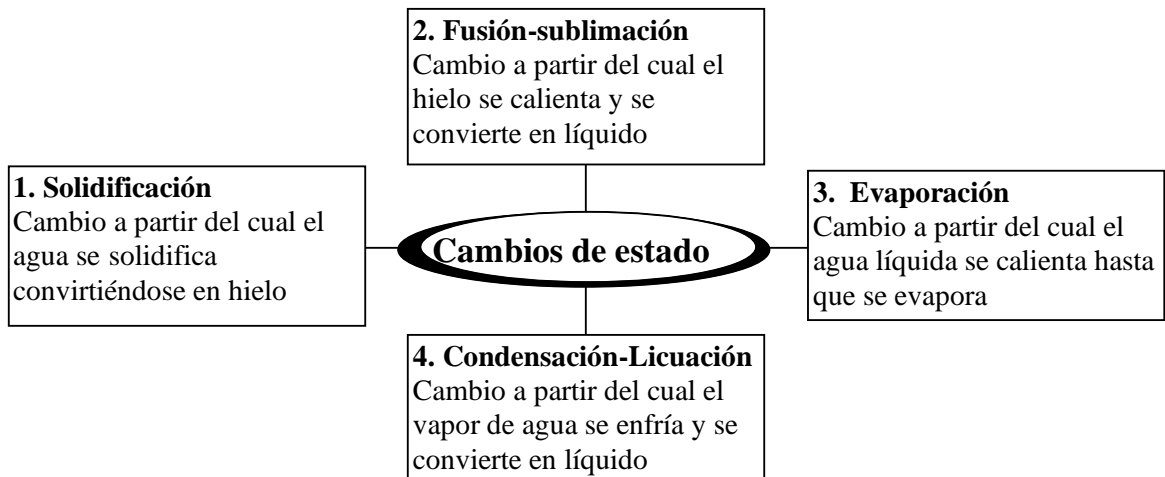 2. Fusión-sublimación
Cambio a partir del cual el
hielo se calienta y se
convierte en líquido
1. Solidificación
Cambio a partir del cual el
agua se solidifica
convirtiéndose en hielo
Cambios de estado
3. Evaporación
Cambio a partir del cual el
agua líquida se calienta hasta
que se evapora
4. Condensación-Licuación
Cambio a partir del cual el
vapor de agua se enfría y se
convierte en líquido